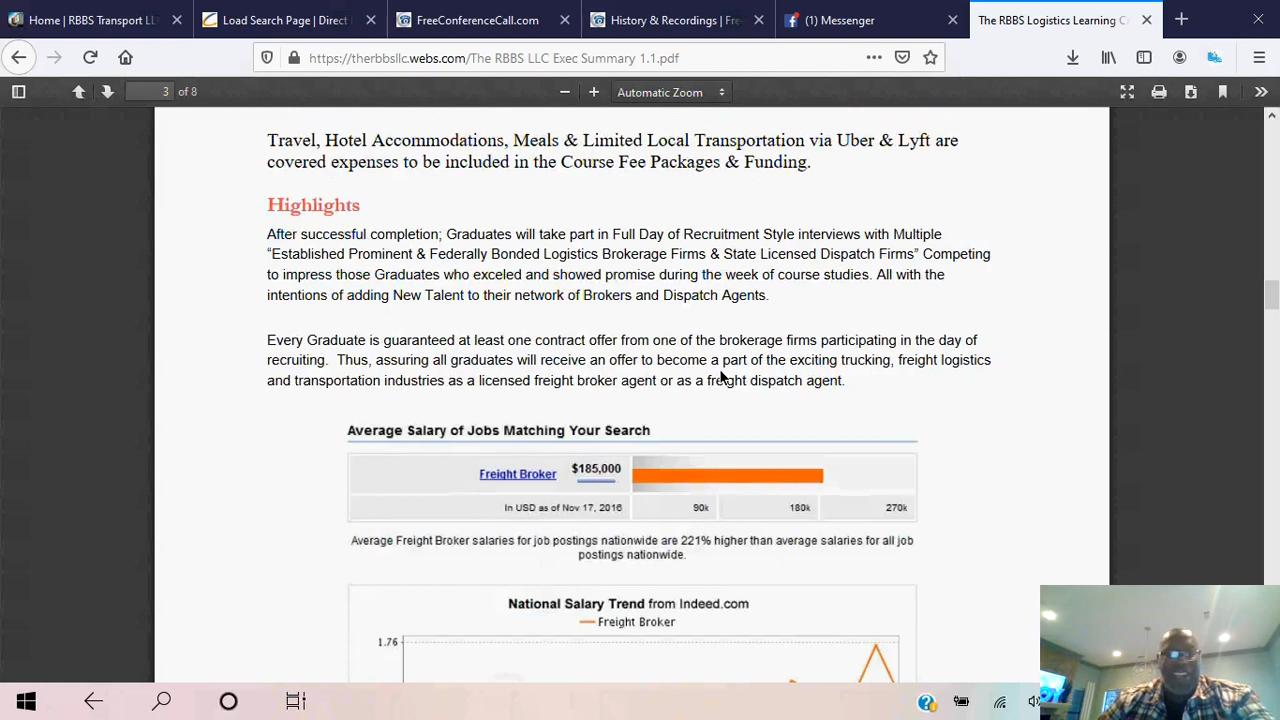 Home | RBBS Transport LL
Load Search Page | Direct
FreeConferenceCall.com
History & Recordings | Fre
(1) Messenger
The RBBS Logistics Learning C
https://therbbsllc.webs.com/The RBBS LLC Exec Summary 1.1.pdf
3 of 8
Automatic Zoom
Travel, Hotel Accommodations, Meals & Limited Local Transportation via Uber & Lyft are
covered expenses to be included in the Course Fee Packages & Funding.
Highlights
After successful completion; Graduates will take part in Full Day of Recruitment Style interviews with Multiple
“Established Prominent & Federally Bonded Logistics Brokerage Firms & State Licensed Dispatch Firms” Competing
to impress those Graduates who exceled and showed promise during the week of course studies. All with the
intentions of adding New Talent to their network of Brokers and Dispatch Agents.
Every Graduate is guaranteed at least one contract offer from one of the brokerage firms participating in the day of
recruiting. Thus, assuring all graduates will receive an offer to become a part of the exciting trucking, freight logistics
and transportation industries as a licensed freight broker agent or as a freight dispatch agent.
Average Salary of Jobs Matching Your Search
Freight Broker $185,000
In USD as of Nov 17, 2016 90k 180k 270k
Average Freight Broker salaries for job postings nationwide are 221% higher than average salaries for all job
postings nationwide.
National Salary Trend from Indeed.com
Freight Broker
1.76